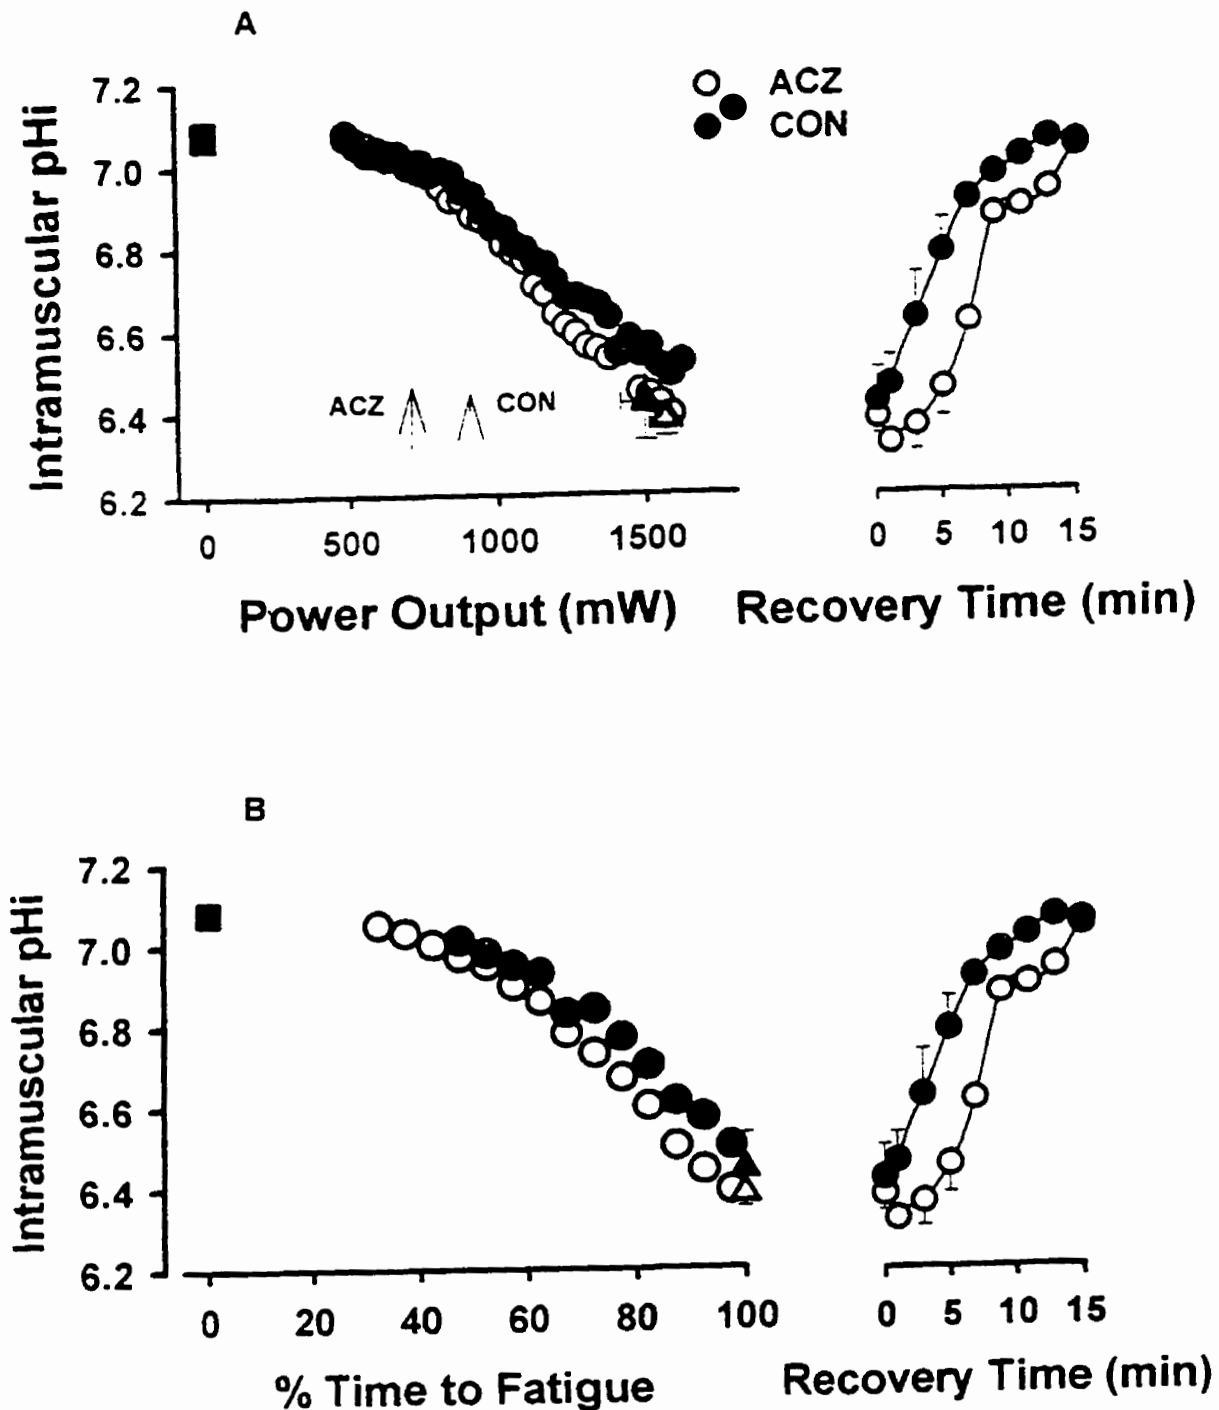 A
7.2
7.0
6.8
6.6
6.4
6.2
Intramuscular pHi
ACZ
CON
ACZ
CON
0
500
1000
1500
Power Output (mW)
0
5
10
15
Recovery Time (min)
B
7.2
7.0
6.8
6.6
6.4
6.2
Intramuscular pHi
0
20
40
60
80
100
% Time to Fatigue
0
5
10
15
Recovery Time (min)